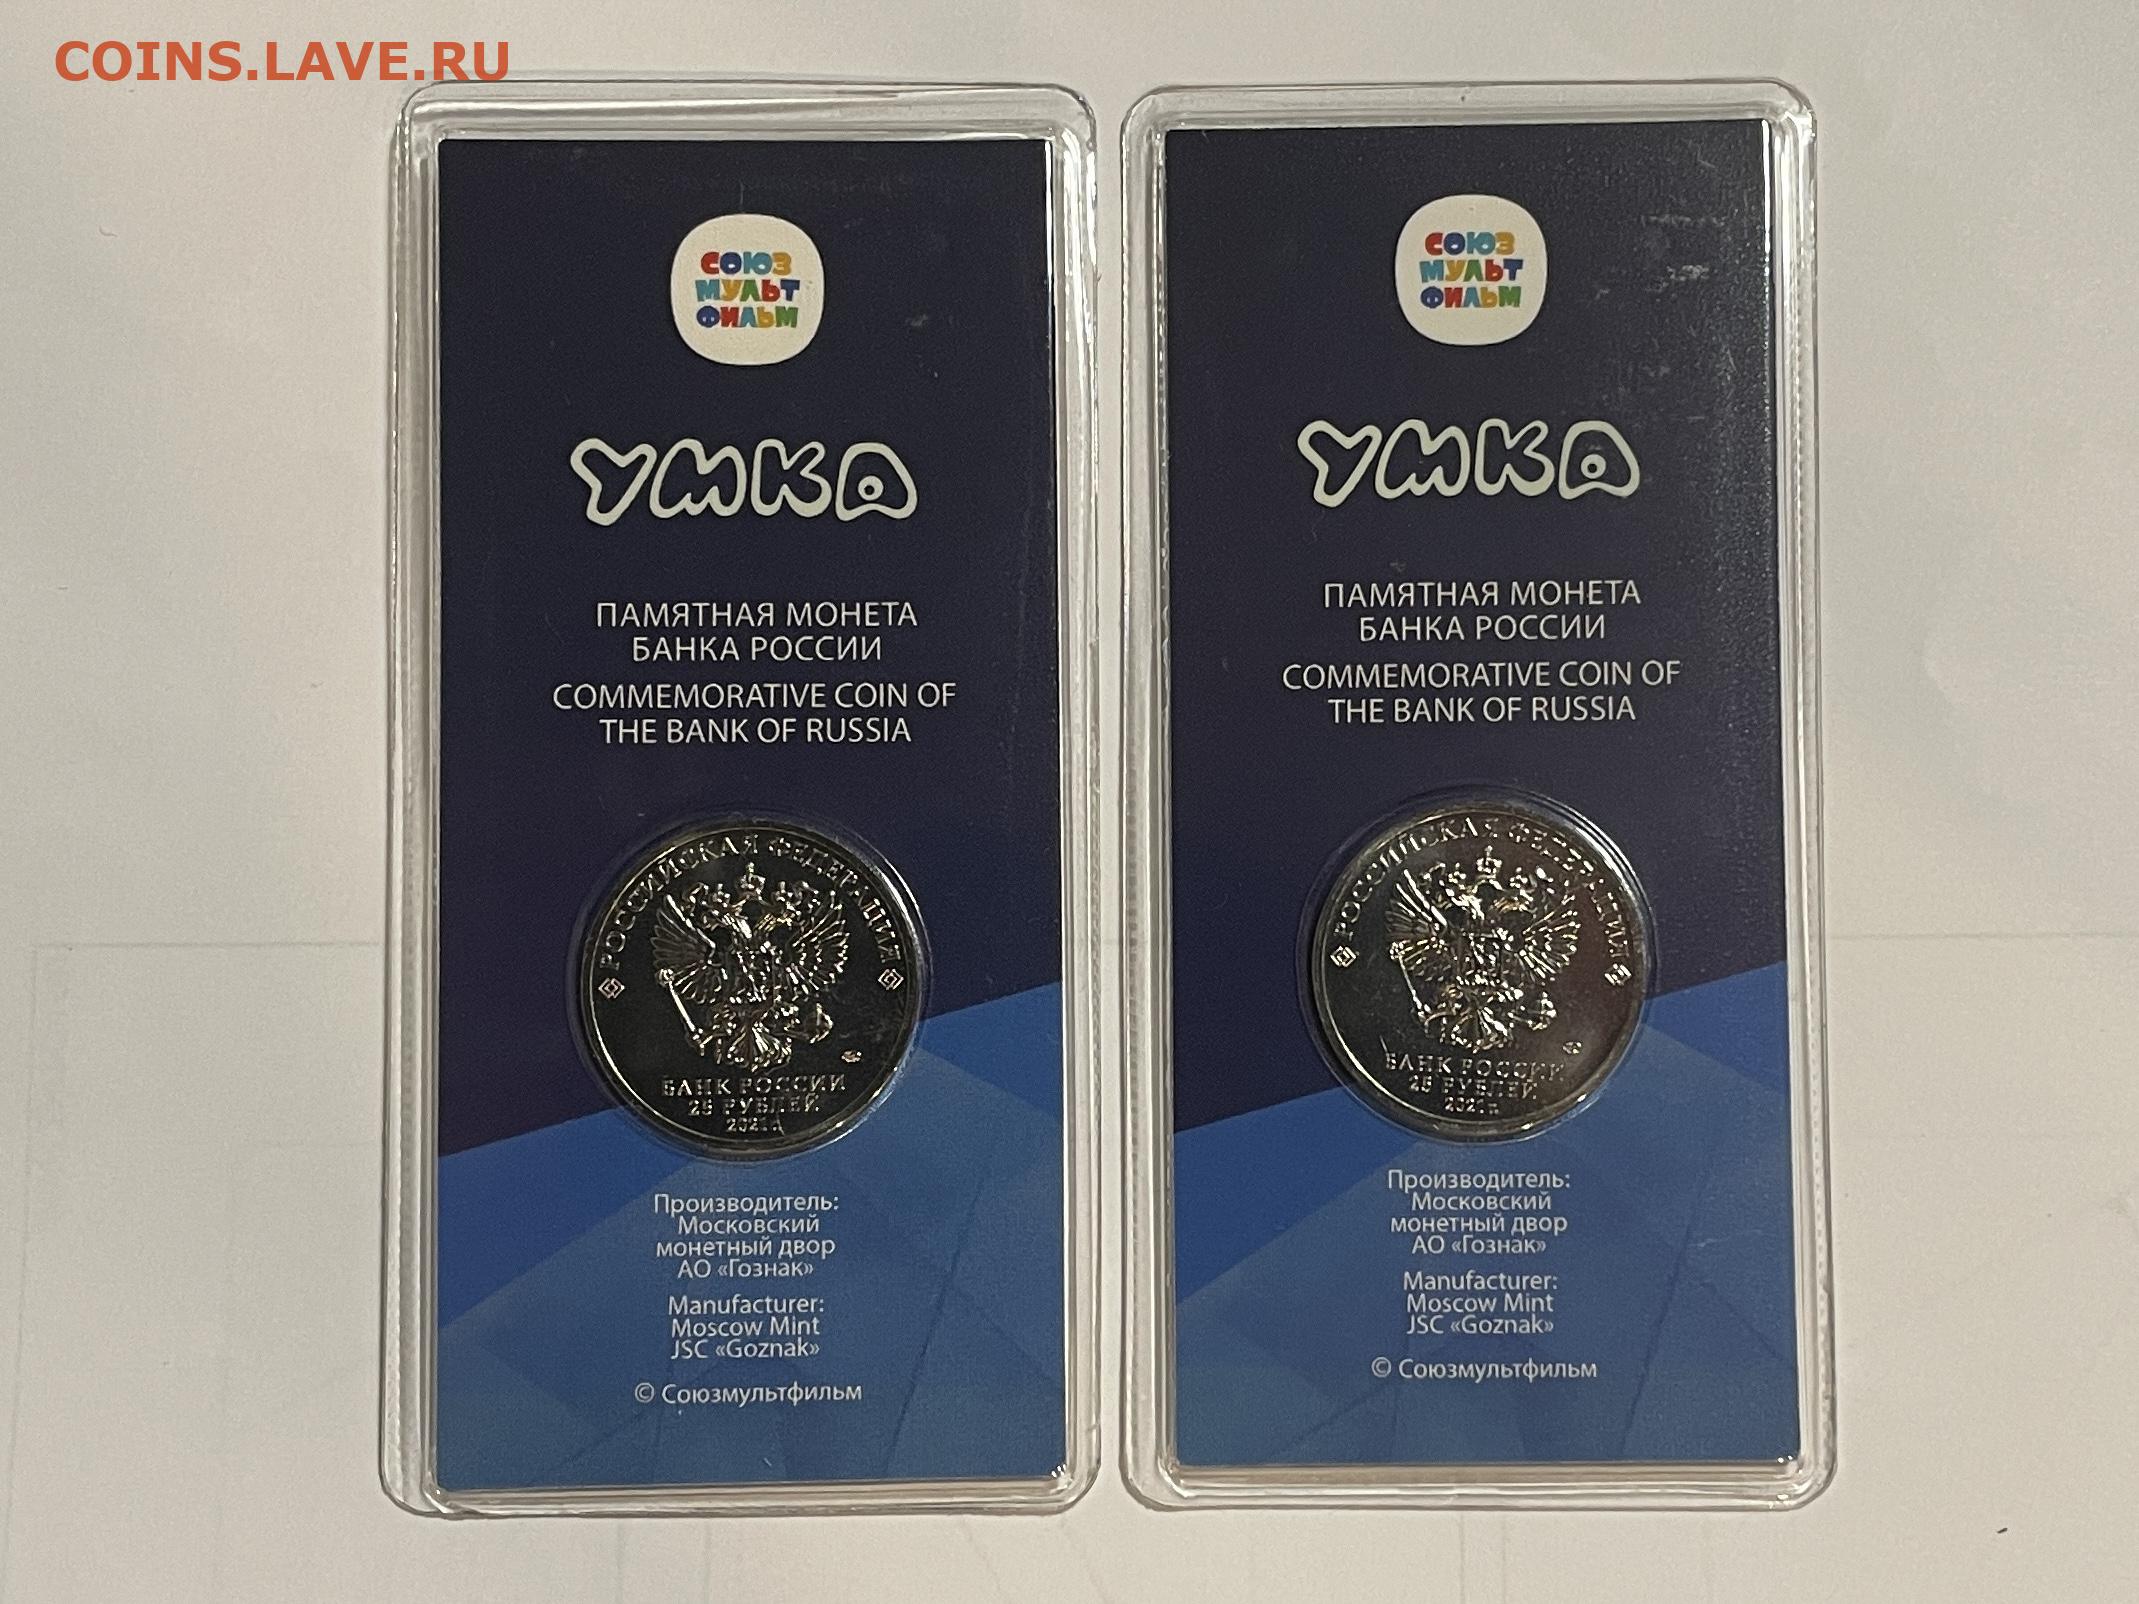 COINS.LAVE.RU
СОЮЗ
МУЛЬТ
ФИЛЬМ
УМКА
ПАМЯТНАЯ МОНЕТА
БАНКА РОССИИ
COMMEMORATIVE COIN OF
THE BANK OF RUSSIA
РОССИЙСКАЯ ФЕДЕРАЦИЯ
БАНК РОССИИ
25 РУБЛЕЙ
2021 г.
Производитель:
Московский
монетный двор
АО «Гознак»
Manufacturer:
Moscow Mint
JSC «Goznak»
© Союзмультфильм
СОЮЗ
МУЛЬТ
ФИЛЬМ
УМКА
ПАМЯТНАЯ МОНЕТА
БАНКА РОССИИ
COMMEMORATIVE COIN OF
THE BANK OF RUSSIA
РОССИЙСКАЯ ФЕДЕРАЦИЯ
БАНК РОССИИ
25 РУБЛЕЙ
2021 г.
Производитель:
Московский
монетный двор
АО «Гознак»
Manufacturer:
Moscow Mint
JSC «Goznak»
© Союзмультфильм